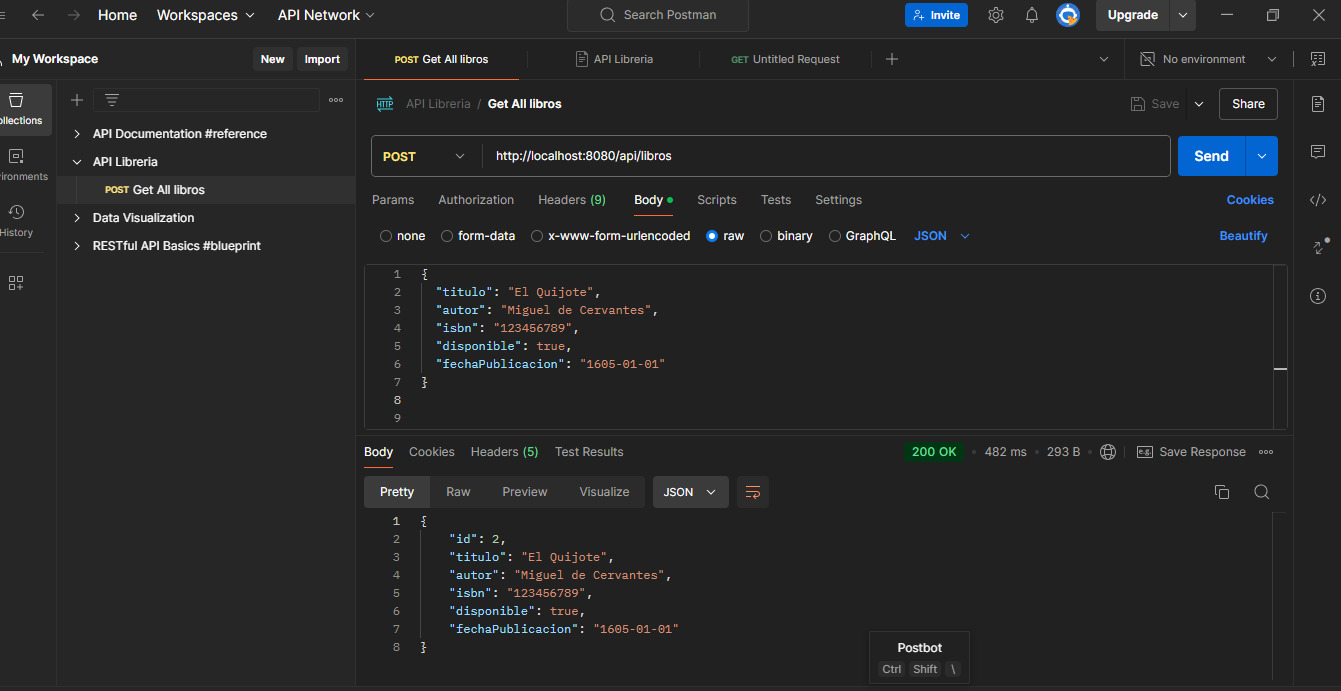 Home Workspaces API Network Search Postman Invite Upgrade
My Workspace New Import POST Get All libros API Libreria GET Untitled Request No environment
API Libreria / Get All libros Save Share
ollections
API Documentation #reference
API Libreria
POST Get All libros
Data Visualization
RESTful API Basics #blueprint
ironments
History
POST http://localhost:8080/api/libros Send
Params Authorization Headers (9) Body Scripts Tests Settings Cookies
none form-data x-www-form-urlencoded raw binary GraphQL JSON Beautify
1 {
2 "titulo": "El Quijote",
3 "autor": "Miguel de Cervantes",
4 "isbn": "123456789",
5 "disponible": true,
6 "fechaPublicacion": "1605-01-01"
7 }
8
9
Body Cookies Headers (5) Test Results 200 OK 482 ms 293 B e.g. Save Response
Pretty Raw Preview Visualize JSON
1 {
2 "id": 2,
3 "titulo": "El Quijote",
4 "autor": "Miguel de Cervantes",
5 "isbn": "123456789",
6 "disponible": true,
7 "fechaPublicacion": "1605-01-01"
8 }
Postbot
Ctrl Shift \